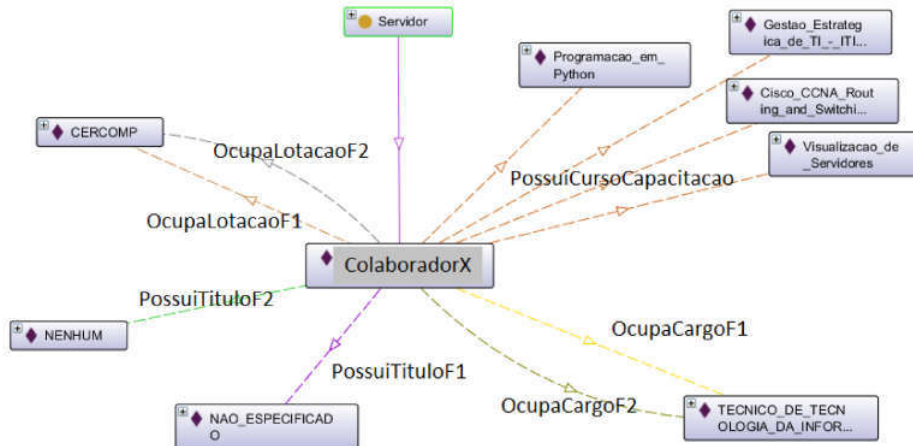 Servidor
Gestao_Estrateg
ica_de_TI_-_ITI...
Programacao_em_
Python
Cisco_CCNA_Rout
ing_and_Switchi...
CERCOMP
OcupaLotacaoF2
Visualizacao_de
_Servidores
PossuiCursoCapacitacao
OcupaLotacaoF1
ColaboradorX
PossuiTituloF2
NENHUM
OcupaCargoF1
PossuiTituloF1
OcupaCargoF2
NAO_ESPECIFICAD
O
TECNICO_DE_TECN
OLOGIA_DA_INFOR...